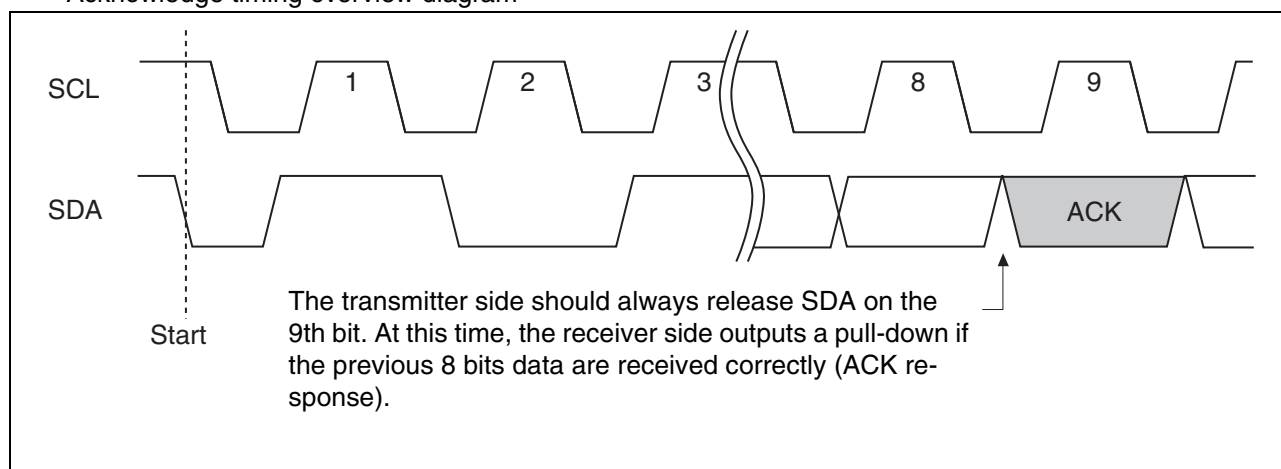 Acknowledge timing overview diagram
SCL
1
2
3
8
9
SDA
ACK
Start
The transmitter side should always release SDA on the
9th bit. At this time, the receiver side outputs a pull-down if
the previous 8 bits data are received correctly (ACK re-
sponse).